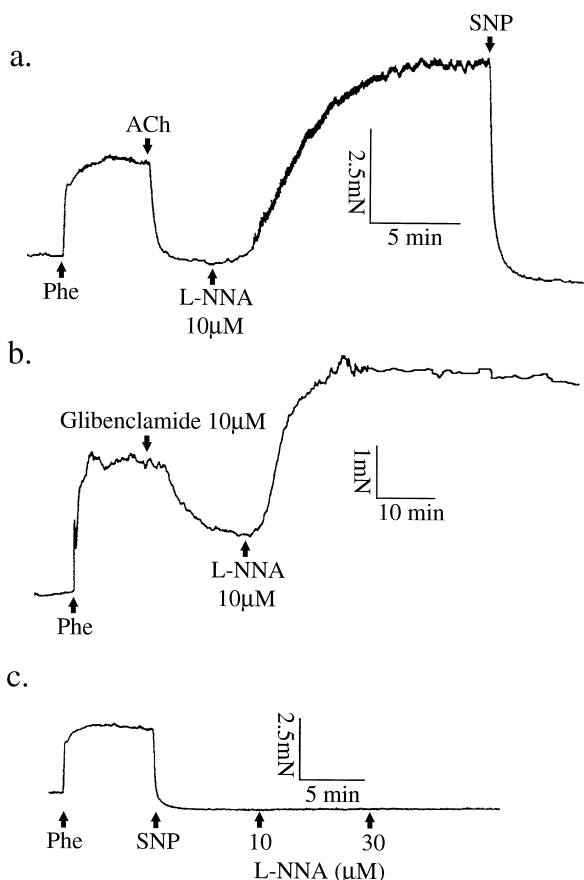 a.
SNP
ACh
2.5mN
5 min
Phe
L-NNA
10μM
b.
Glibenclamide 10μM
1mN
10 min
L-NNA
10μM
Phe
c.
2.5mN
5 min
Phe
SNP
10
30
L-NNA (μM)